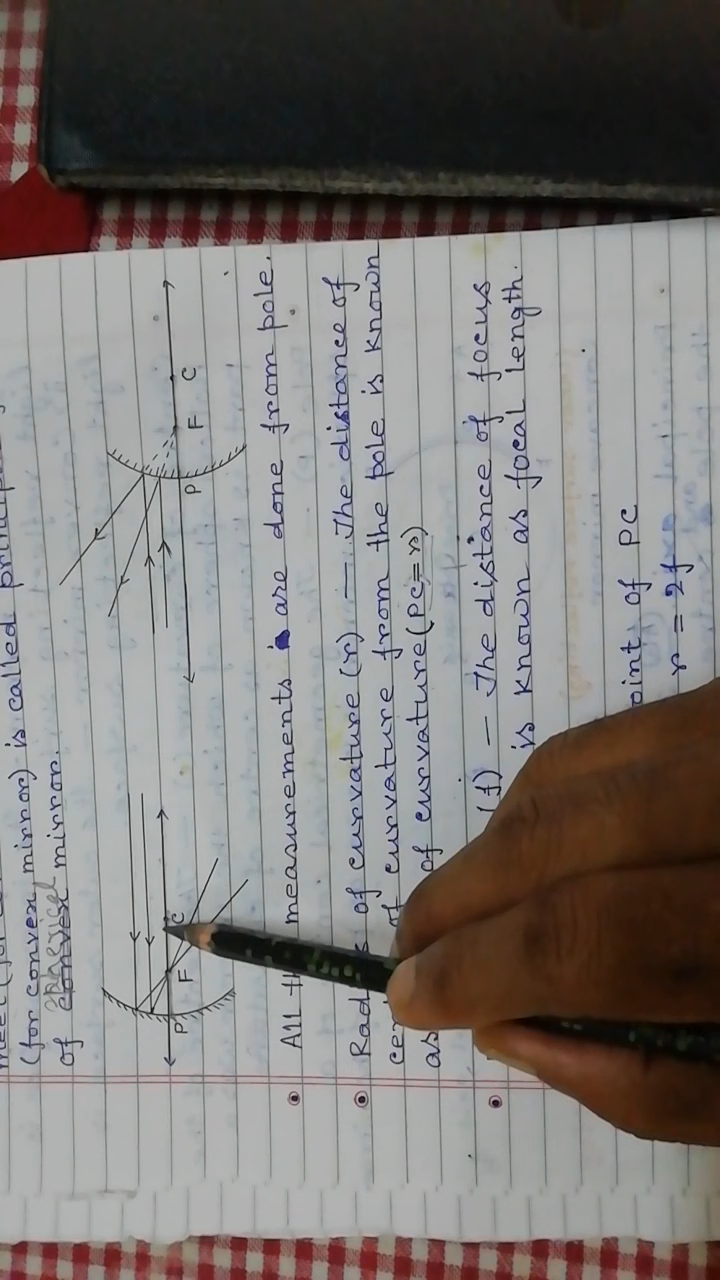 (for convex mirror) is called
of convex spherical mirror.
P F C
P F C
All measurements are done from pole.
of curvature (r) — The distance of
of curvature from the pole is known
as of curvature (PC = r)
(f) — The distance of focus
is known as focal length.
of PC
r = 2f